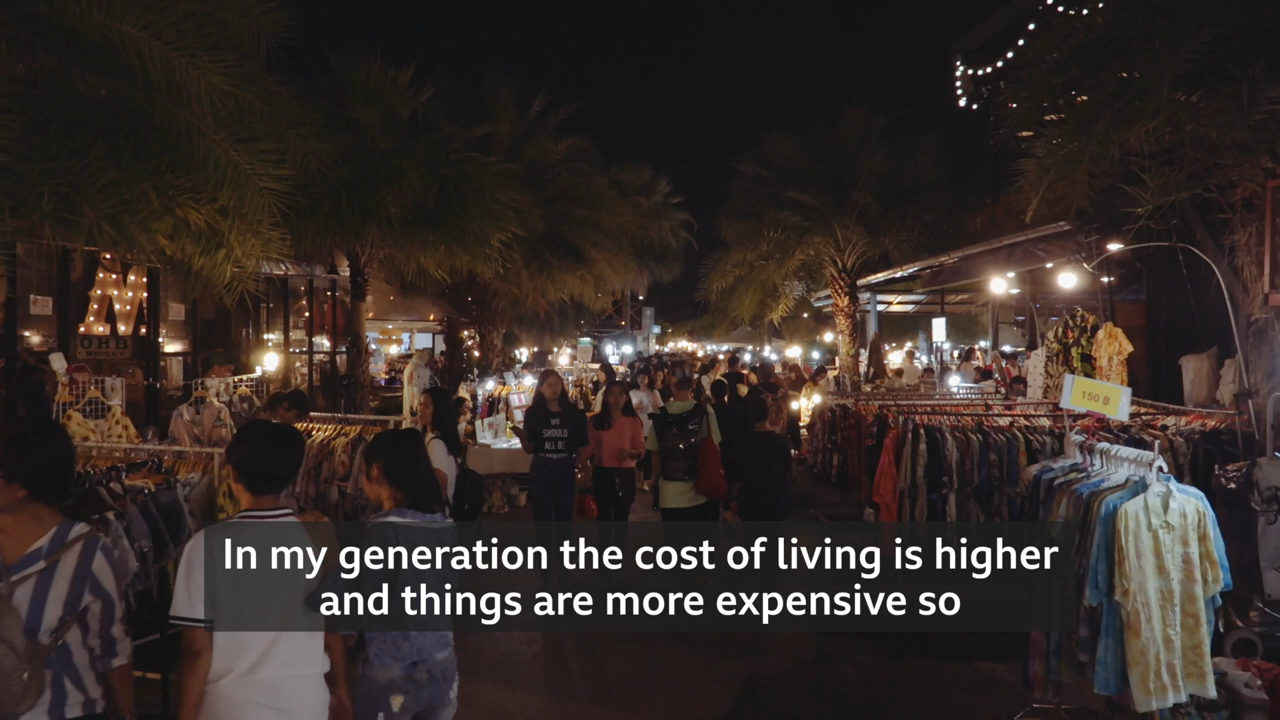 M
OHB
WHISKY
WE
SHOULD
ALL BE
150 ฿
In my generation the cost of living is higher
and things are more expensive so